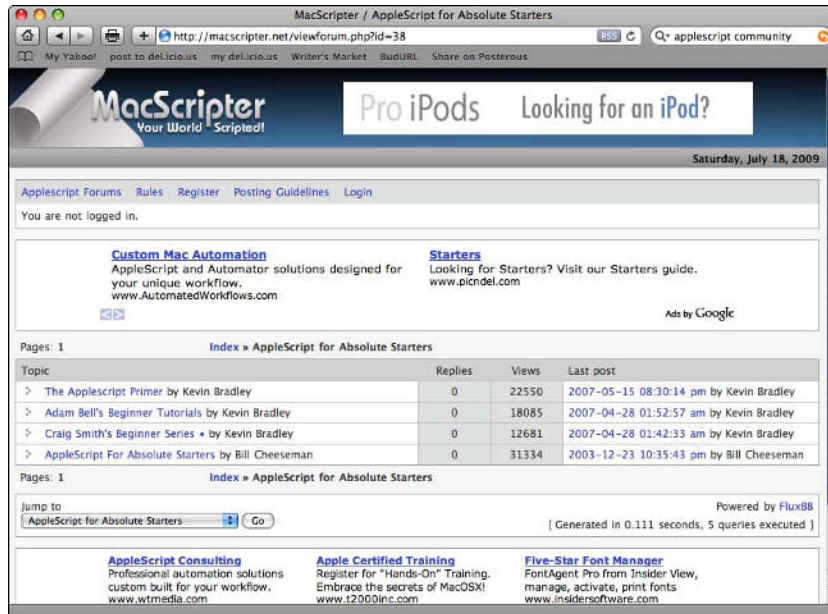 MacScripter / AppleScript for Absolute Starters
http://macscripter.net/viewforum.php?id=38
RSS
applescript community
My Yahoo! post to del.icio.us my del.icio.us Writer's Market BudURL Share on Posterous
MacScripter
Your World Scripted!
Pro iPods Looking for an iPod?
Saturday, July 18, 2009
Applescript Forums Rules Register Posting Guidelines Login
You are not logged in.
Custom Mac Automation
AppleScript and Automator solutions designed for
your unique workflow.
www.AutomatedWorkflows.com
Starters
Looking for Starters? Visit our Starters guide.
www.picndel.com
Ads by Google
Pages: 1 Index » AppleScript for Absolute Starters
Topic Replies Views Last post
The Applescript Primer by Kevin Bradley 0 22550 2007-05-15 08:30:14 pm by Kevin Bradley
Adam Bell's Beginner Tutorials by Kevin Bradley 0 18085 2007-04-28 01:52:57 am by Kevin Bradley
Craig Smith's Beginner Series • by Kevin Bradley 0 12681 2007-04-28 01:42:33 am by Kevin Bradley
AppleScript For Absolute Starters by Bill Cheeseman 0 31334 2003-12-23 10:35:43 pm by Bill Cheeseman
Pages: 1 Index » AppleScript for Absolute Starters
Jump to
AppleScript for Absolute Starters Go
Powered by FluxBB
[ Generated in 0.111 seconds, 5 queries executed ]
AppleScript Consulting
Professional automation solutions
custom built for your workflow.
www.wtmedia.com
Apple Certified Training
Register for "Hands-On" Training.
Embrace the secrets of MacOSX!
www.t2000inc.com
Five-Star Font Manager
FontAgent Pro from Insider View,
manage, activate, print fonts
www.insidersoftware.com